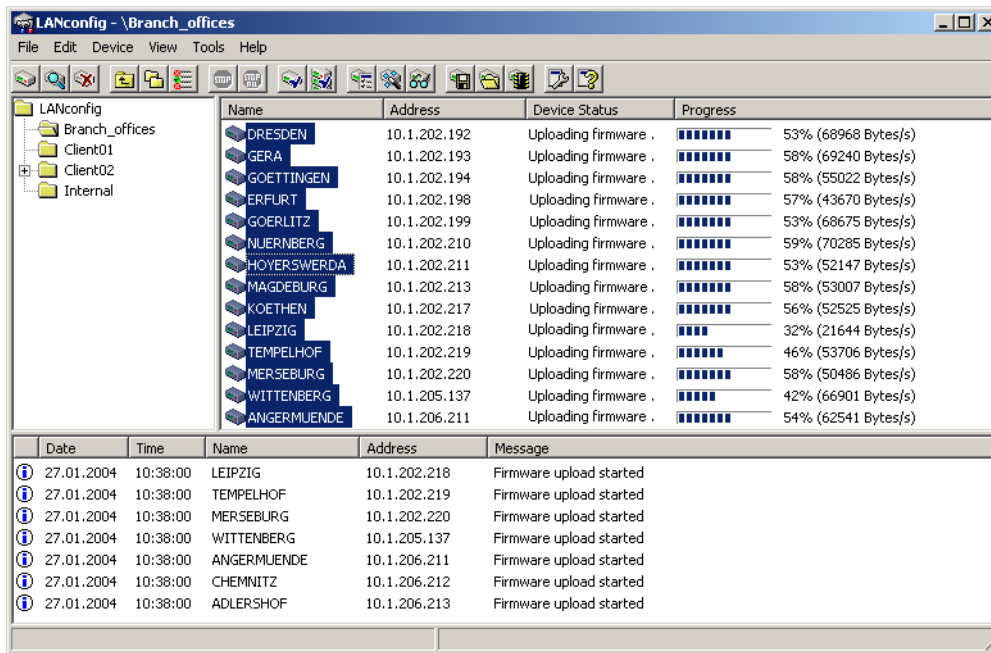 LANconfig - \Branch_offices
File Edit Device View Tools Help
STOP STOP ALL
LANconfig
Branch_offices
Client01
Client02
Internal
Name Address Device Status Progress
DRESDEN 10.1.202.192 Uploading firmware . 53% (68968 Bytes/s)
GERA 10.1.202.193 Uploading firmware . 58% (69240 Bytes/s)
GOETTINGEN 10.1.202.194 Uploading firmware . 58% (55022 Bytes/s)
ERFURT 10.1.202.198 Uploading firmware . 57% (43670 Bytes/s)
GOERLITZ 10.1.202.199 Uploading firmware . 53% (68675 Bytes/s)
NUERNBERG 10.1.202.210 Uploading firmware . 59% (70285 Bytes/s)
HOYERSWERDA 10.1.202.211 Uploading firmware . 53% (52147 Bytes/s)
MAGDEBURG 10.1.202.213 Uploading firmware . 58% (53007 Bytes/s)
KOETHEN 10.1.202.217 Uploading firmware . 56% (52525 Bytes/s)
LEIPZIG 10.1.202.218 Uploading firmware . 32% (21644 Bytes/s)
TEMPELHOF 10.1.202.219 Uploading firmware . 46% (53706 Bytes/s)
MERSEBURG 10.1.202.220 Uploading firmware . 58% (50486 Bytes/s)
WITTENBERG 10.1.205.137 Uploading firmware . 42% (66901 Bytes/s)
ANGERMUENDE 10.1.206.211 Uploading firmware . 54% (62541 Bytes/s)
Date Time Name Address Message
27.01.2004 10:38:00 LEIPZIG 10.1.202.218 Firmware upload started
27.01.2004 10:38:00 TEMPELHOF 10.1.202.219 Firmware upload started
27.01.2004 10:38:00 MERSEBURG 10.1.202.220 Firmware upload started
27.01.2004 10:38:00 WITTENBERG 10.1.205.137 Firmware upload started
27.01.2004 10:38:00 ANGERMUENDE 10.1.206.211 Firmware upload started
27.01.2004 10:38:00 CHEMNITZ 10.1.206.212 Firmware upload started
27.01.2004 10:38:00 ADLERSHOF 10.1.206.213 Firmware upload started